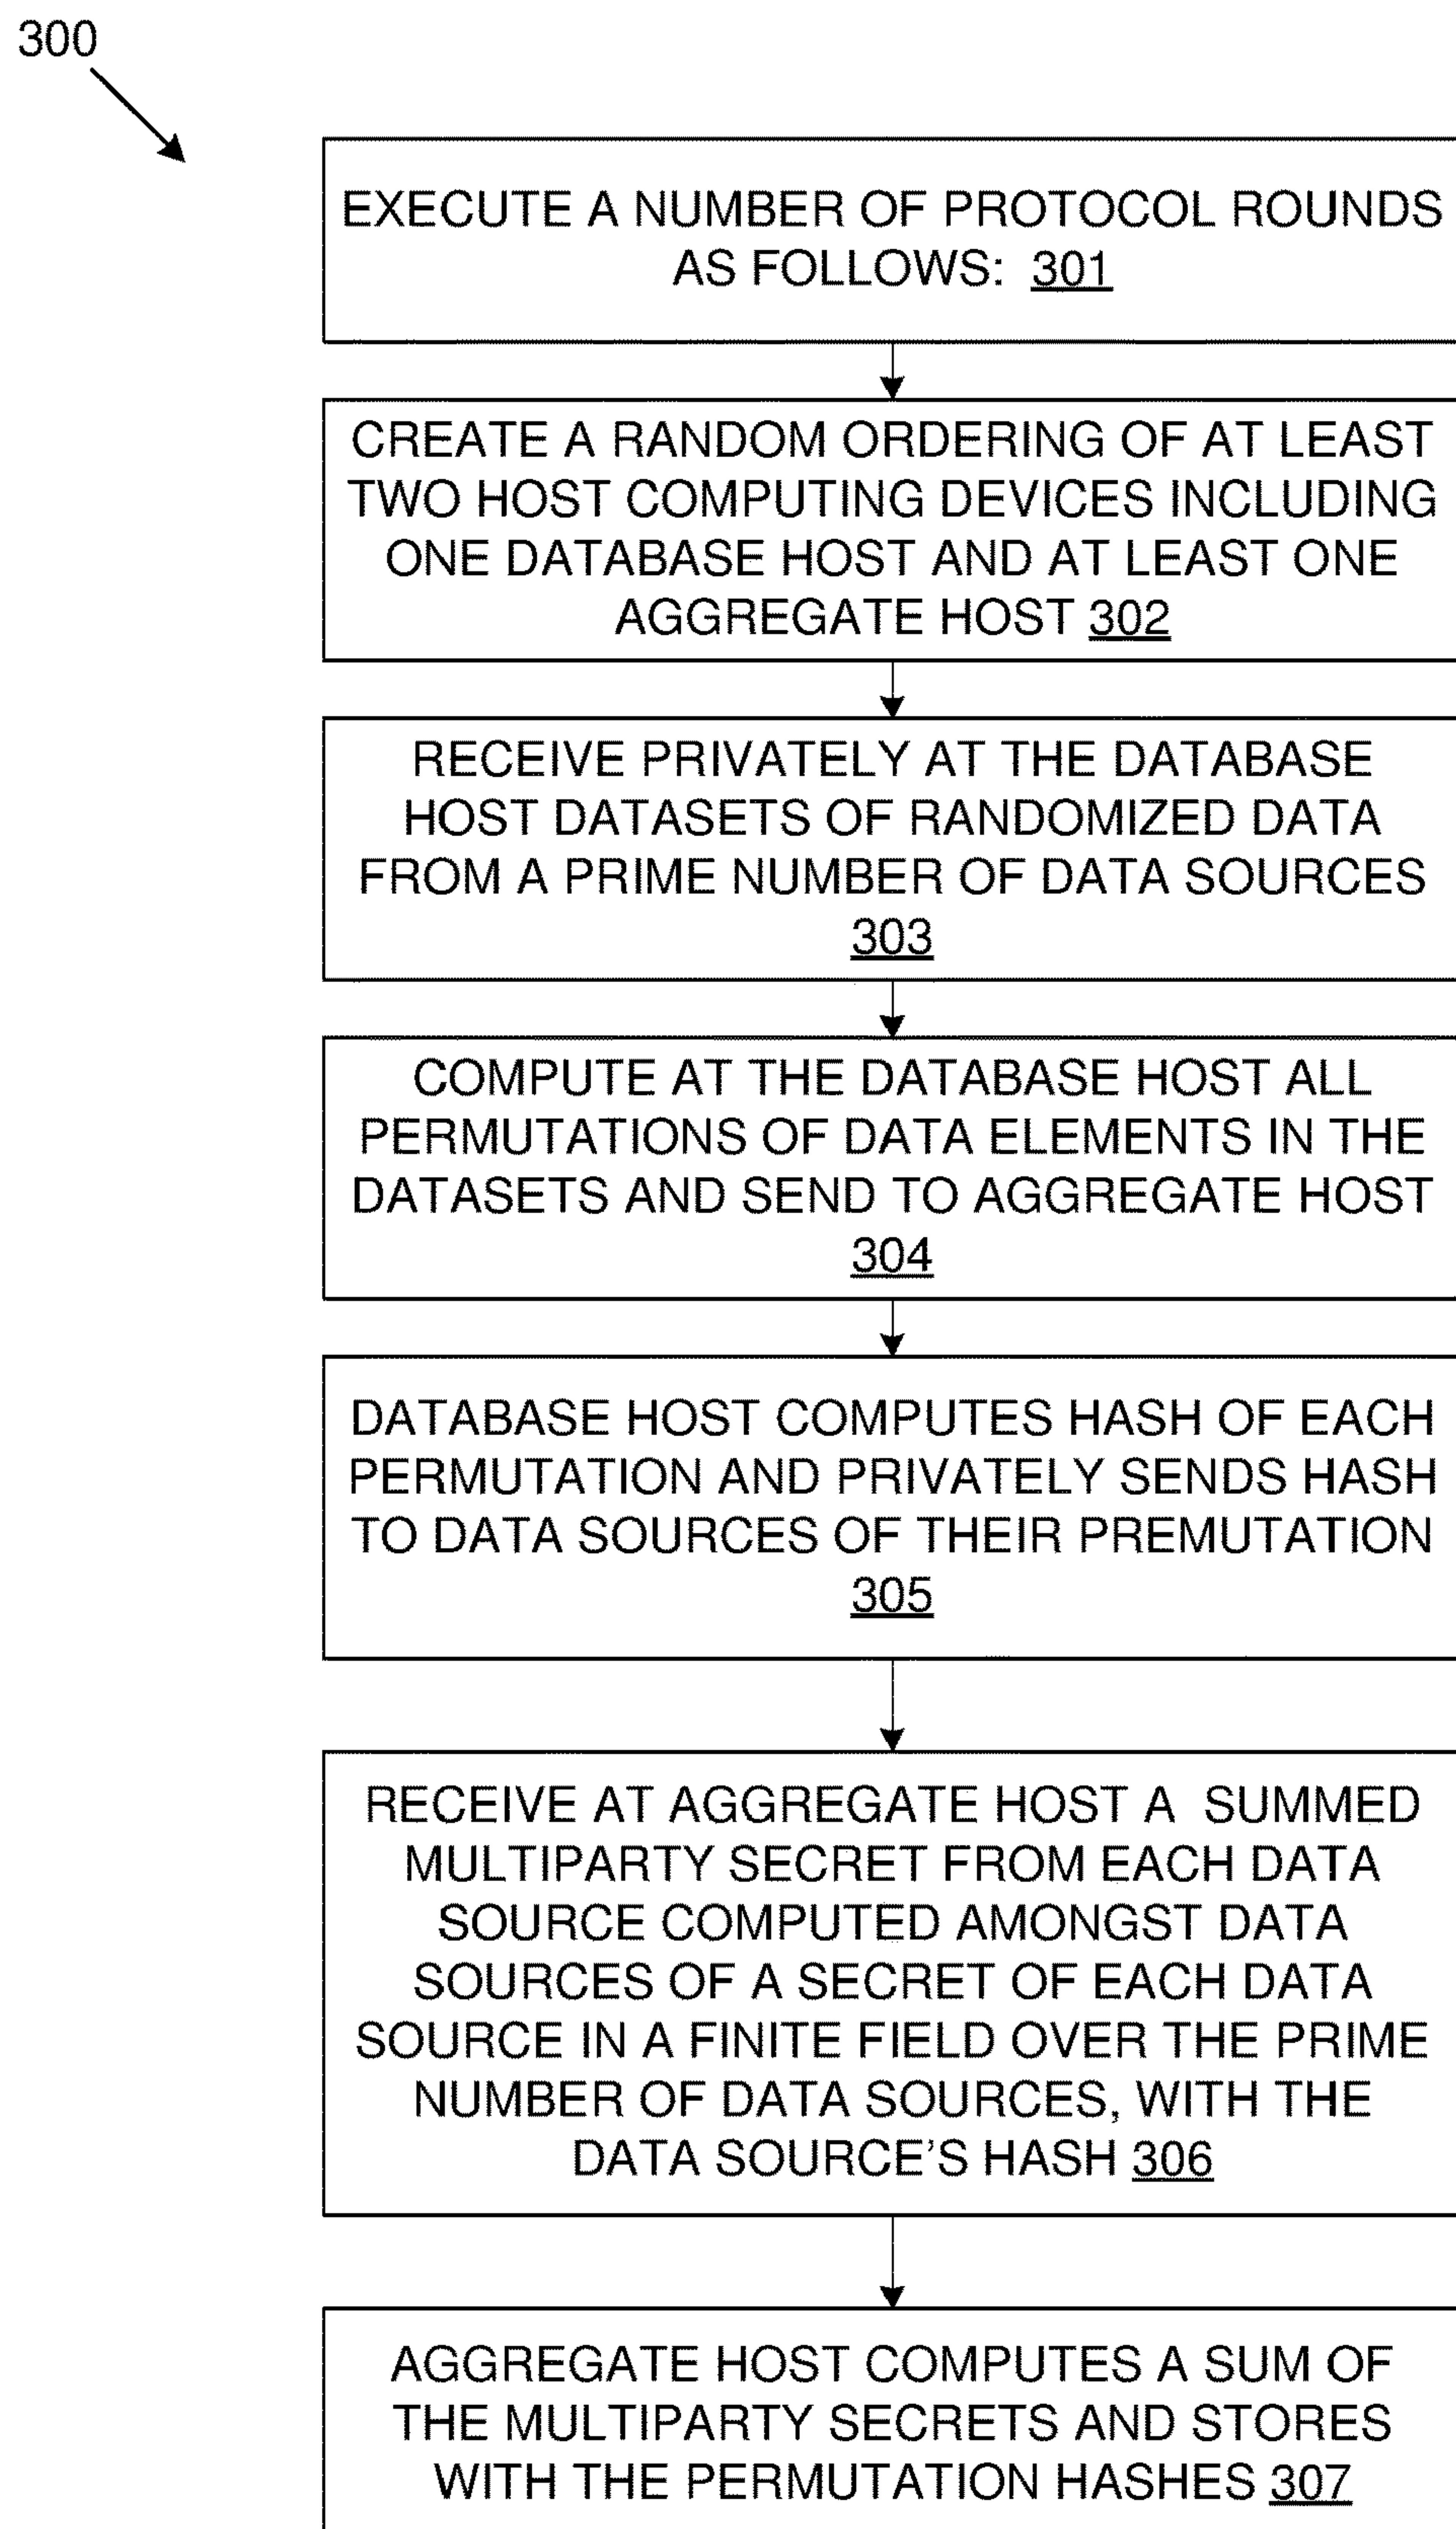 300
EXECUTE A NUMBER OF PROTOCOL ROUNDS
AS FOLLOWS: 301
CREATE A RANDOM ORDERING OF AT LEAST
TWO HOST COMPUTING DEVICES INCLUDING
ONE DATABASE HOST AND AT LEAST ONE
AGGREGATE HOST 302
RECEIVE PRIVATELY AT THE DATABASE
HOST DATASETS OF RANDOMIZED DATA
FROM A PRIME NUMBER OF DATA SOURCES
303
COMPUTE AT THE DATABASE HOST ALL
PERMUTATIONS OF DATA ELEMENTS IN THE
DATASETS AND SEND TO AGGREGATE HOST
304
DATABASE HOST COMPUTES HASH OF EACH
PERMUTATION AND PRIVATELY SENDS HASH
TO DATA SOURCES OF THEIR PREMUTATION
305
RECEIVE AT AGGREGATE HOST A SUMMED
MULTIPARTY SECRET FROM EACH DATA
SOURCE COMPUTED AMONGST DATA
SOURCES OF A SECRET OF EACH DATA
SOURCE IN A FINITE FIELD OVER THE PRIME
NUMBER OF DATA SOURCES, WITH THE
DATA SOURCE'S HASH 306
AGGREGATE HOST COMPUTES A SUM OF
THE MULTIPARTY SECRETS AND STORES
WITH THE PERMUTATION HASHES 307